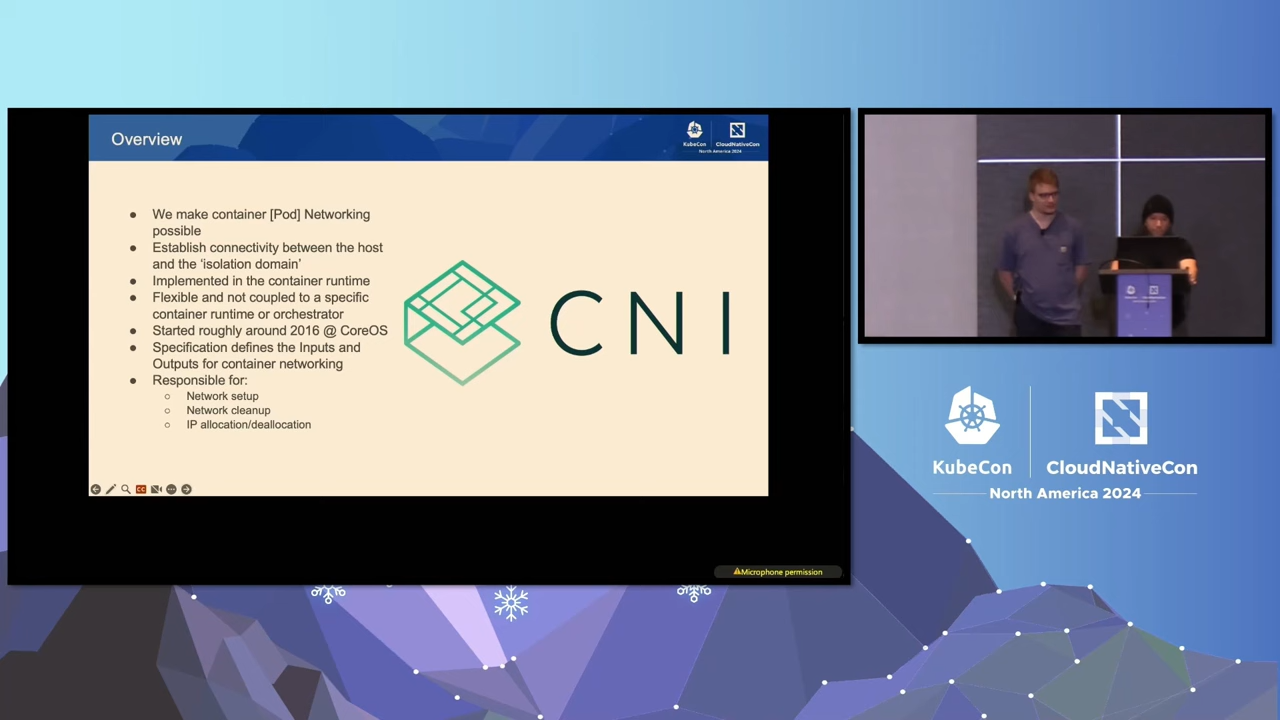 Overview
KubeCon
CloudNativeCon
North America 2024
● We make container [Pod] Networking
possible
● Establish connectivity between the host
and the ‘isolation domain’
● Implemented in the container runtime
● Flexible and not coupled to a specific
container runtime or orchestrator
● Started roughly around 2016 @ CoreOS
● Specification defines the Inputs and
Outputs for container networking
● Responsible for:
○ Network setup
○ Network cleanup
○ IP allocation/deallocation
CNI
CC
Microphone permission
KubeCon
CloudNativeCon
North America 2024